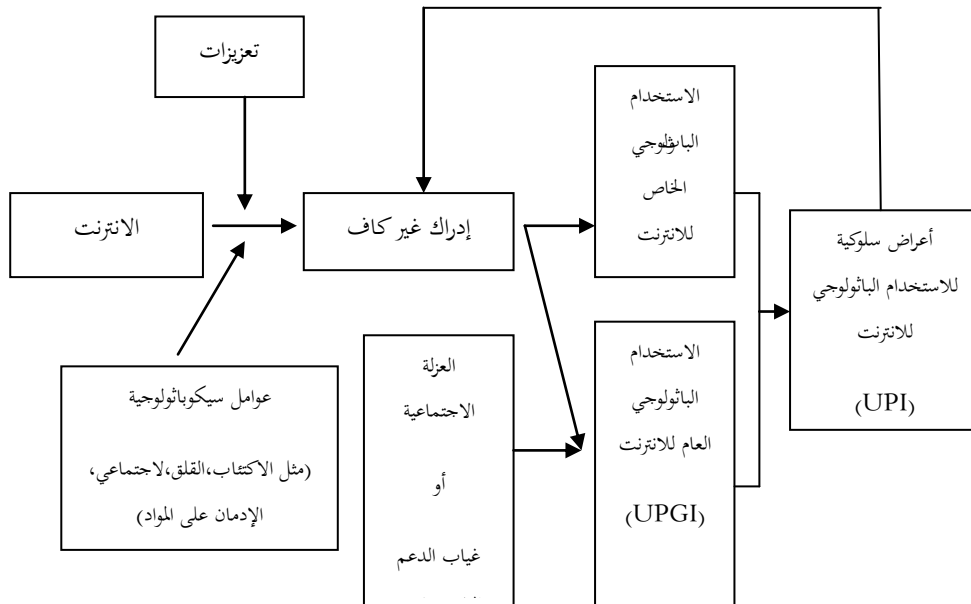 تعزيزات
الانترنت
إدراك غير كاف
الاستخدام
الباثولوجي
الخاص
للانترنت
أعراض سلوكية
للاستخدام الباثولوجي
للانترنت
(UPI)
عوامل سيكوباثولوجية
(مثل الاكتئاب،القلق،لاجتماعي،
الإدمان على المواد)
العزلة
الاجتماعية
أو
غياب الدعم
الاستخدام
الباثولوجي
العام للانترنت
(UPGI)